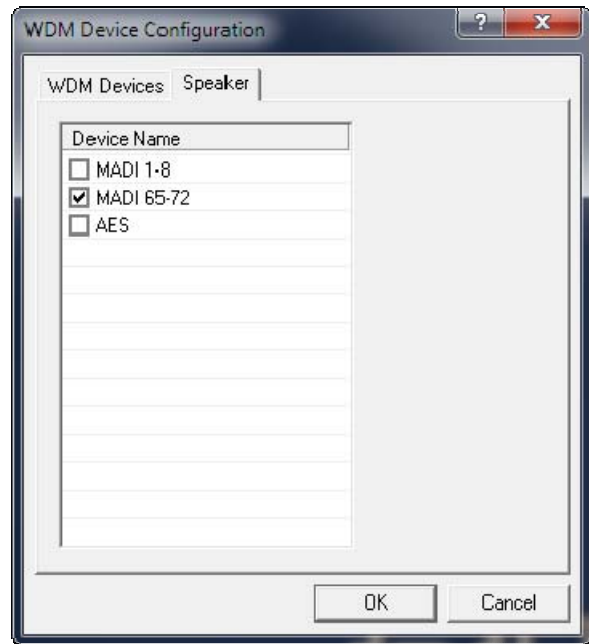 WDM Device Configuration
? X
WDM Devices Speaker
Device Name
MADI 1-8
MADI 65-72
AES
OK Cancel